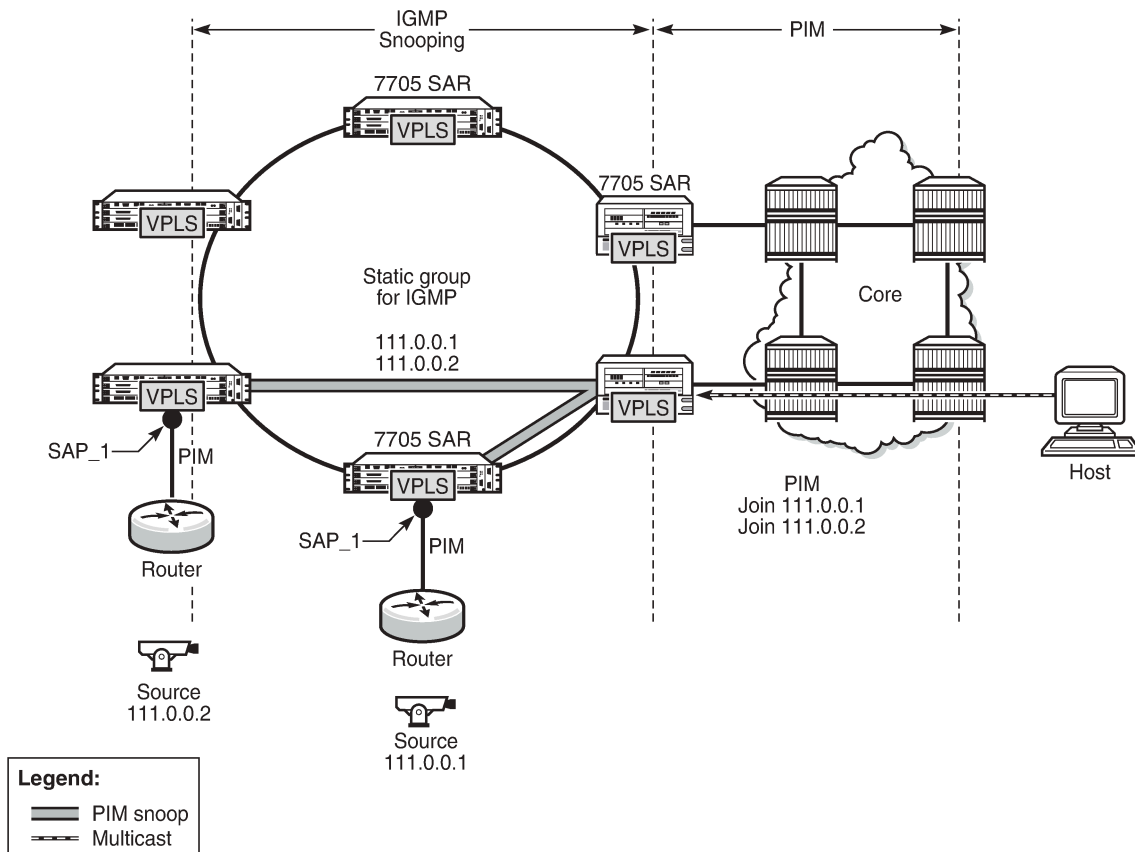 IGMP
Snooping
PIM
7705 SAR
VPLS
7705 SAR
VPLS
VPLS
Static group
for IGMP
111.0.0.1
111.0.0.2
Core
VPLS
VPLS
7705 SAR
VPLS
SAP_1
PIM
Router
SAP_1
PIM
Router
PIM
Join 111.0.0.1
Join 111.0.0.2
Host
Source
111.0.0.2
Source
111.0.0.1
Legend:
PIM snoop
Multicast